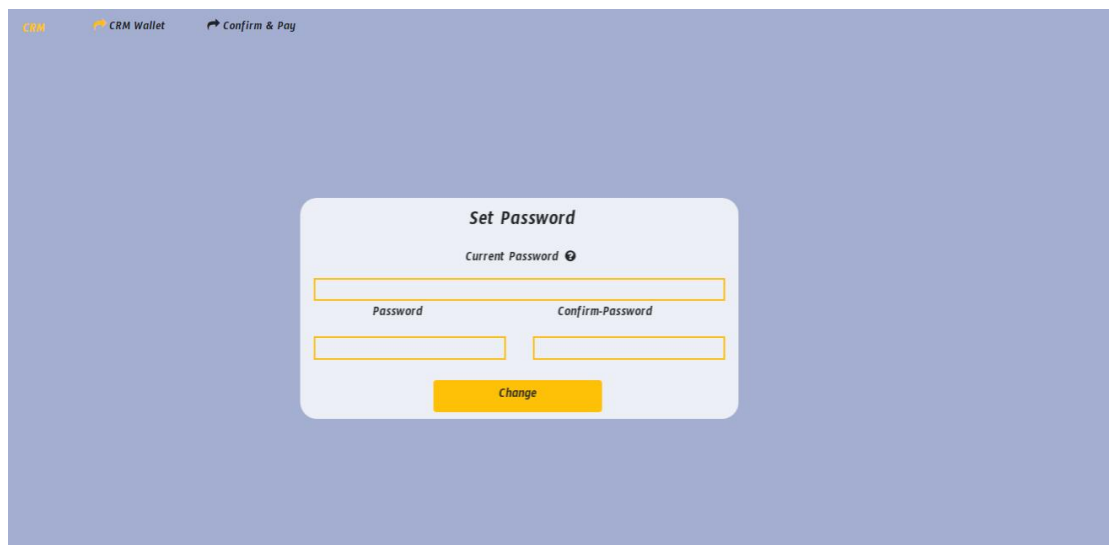 CRM CRM Wallet Confirm & Pay
Set Password
Current Password
Password Confirm-Password
Change